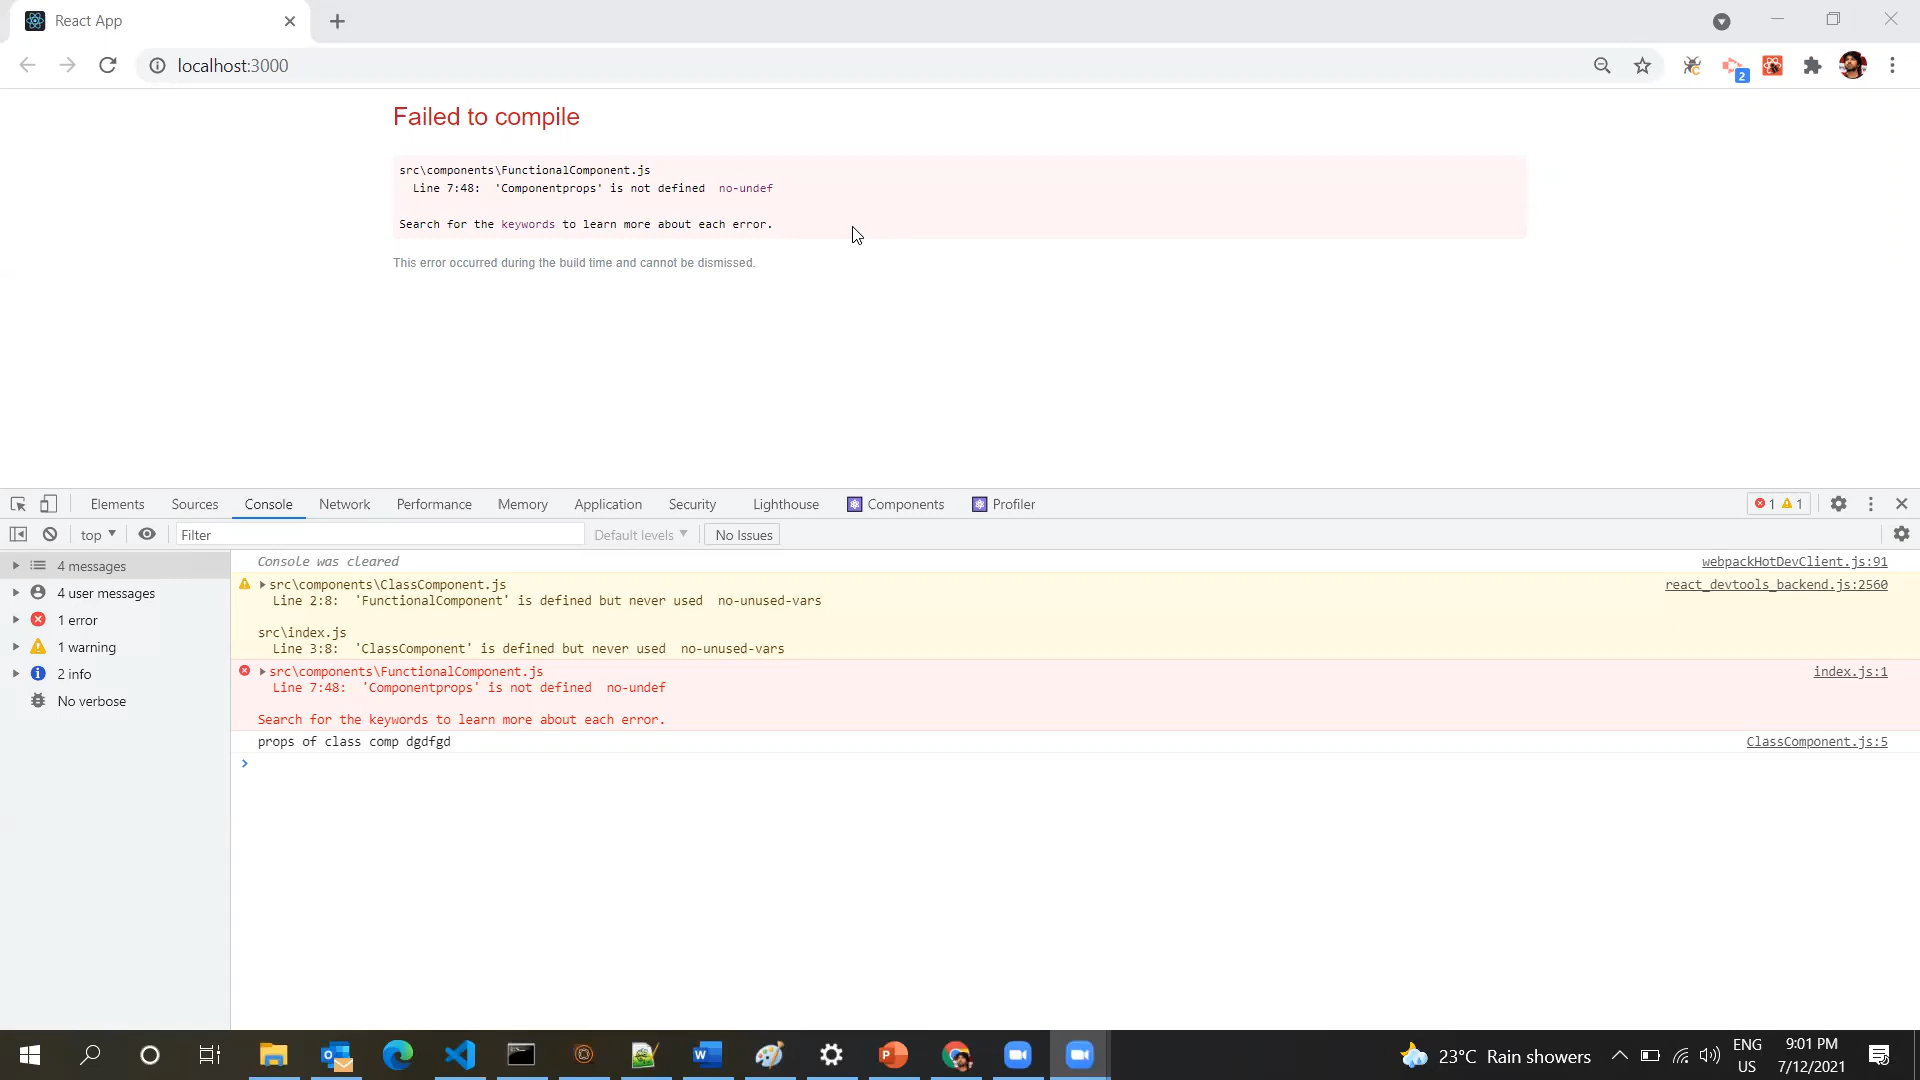 React App
localhost:3000
2
Failed to compile
src\components\FunctionalComponent.js
Line 7:48:  'Componentprops' is not defined  no-undef
Search for the keywords to learn more about each error.
This error occurred during the build time and cannot be dismissed.
Elements Sources Console Network Performance Memory Application Security Lighthouse Components Profiler 1 1
top Filter Default levels No Issues
4 messages
4 user messages
1 error
1 warning
2 info
No verbose
Console was cleared webpackHotDevClient.js:91
src\components\ClassComponent.js react_devtools_backend.js:2560
Line 2:8:  'FunctionalComponent' is defined but never used  no-unused-vars
src\index.js
Line 3:8:  'ClassComponent' is defined but never used  no-unused-vars
src\components\FunctionalComponent.js index.js:1
Line 7:48:  'Componentprops' is not defined  no-undef
Search for the keywords to learn more about each error.
props of class comp dgdfgd ClassComponent.js:5
23°C Rain showers
ENG
US
9:01 PM
7/12/2021